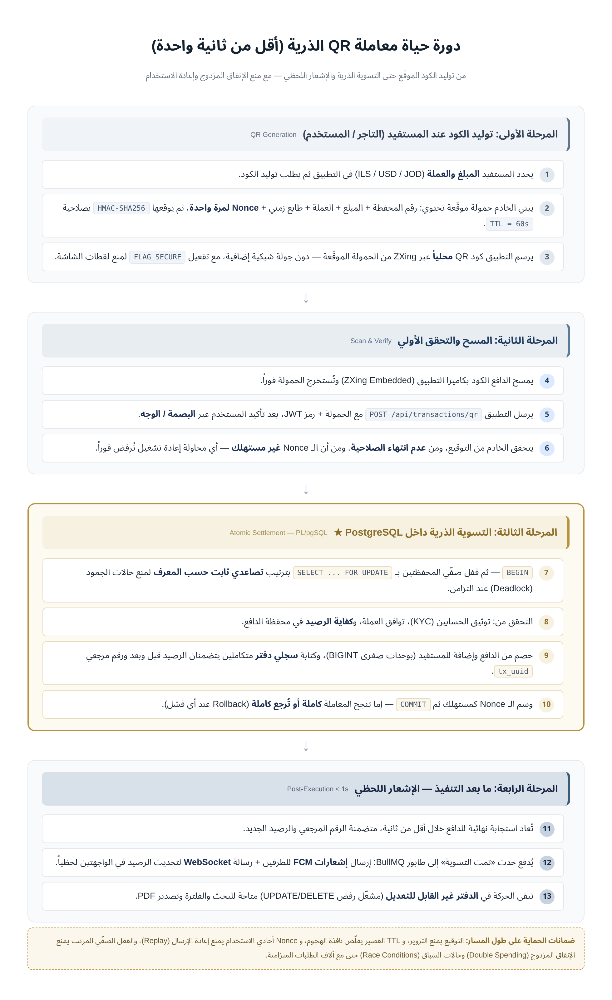 دورة حياة معاملة QR الذرية (أقل من ثانية واحدة)
من توليد الكود الموقّع حتى التسوية الذرية والإشعار اللحظي — مع منع الإنفاق المزدوج وإعادة الاستخدام
المرحلة الأولى: توليد الكود عند المستفيد (التاجر / المستخدم) QR Generation
1 يحدد المستفيد المبلغ والعملة (ILS / USD / JOD) في التطبيق ثم يطلب توليد الكود.
2 يبني الخادم حمولة موقّعة تحتوي: رقم المحفظة + المبلغ + العملة + طابع زمني + Nonce لمرة واحدة، ثم يوقعها HMAC-SHA256 بصلاحية
TTL = 60s.
3 يرسم التطبيق كود QR محلياً عبر ZXing من الحمولة الموقّعة — دون جولة شبكية إضافية، مع تفعيل FLAG_SECURE لمنع لقطات الشاشة.
↓
المرحلة الثانية: المسح والتحقق الأولي Scan & Verify
4 يمسح الدافع الكود بكاميرا التطبيق (ZXing Embedded) وتُستخرج الحمولة فوراً.
5 يرسل التطبيق POST /api/transactions/qr مع الحمولة + رمز JWT، بعد تأكيد المستخدم عبر البصمة / الوجه.
6 يتحقق الخادم من التوقيع، ومن عدم انتهاء الصلاحية، ومن أن الـ Nonce غير مستهلك — أي محاولة إعادة تشغيل تُرفض فوراً.
↓
المرحلة الثالثة: التسوية الذرية داخل PostgreSQL ★ Atomic Settlement — PL/pgSQL
7 BEGIN — ثم قفل صفّي المحفظتين بـ SELECT ... FOR UPDATE بترتيب تصاعدي ثابت حسب المعرف لمنع حالات الجمود
(Deadlock) عند التزامن.
8 التحقق من: توثيق الحسابين (KYC)، توافق العملة، وكفاية الرصيد في محفظة الدافع.
9 خصم من الدافع وإضافة للمستفيد (بوحدات صغرى BIGINT)، وكتابة سجلي دفتر متكاملين يتضمنان الرصيد قبل وبعد ورقم مرجعي
tx_uuid.
10 وسم الـ Nonce كمستهلك ثم COMMIT — إما تنجح المعاملة كاملة أو تُرجع كاملة (Rollback عند أي فشل).
↓
المرحلة الرابعة: ما بعد التنفيذ — الإشعار اللحظي Post-Execution < 1s
11 تُعاد استجابة نهائية للدافع خلال أقل من ثانية، متضمنة الرقم المرجعي والرصيد الجديد.
12 يُدفع حدث «تمت التسوية» إلى طابور BullMQ: إرسال إشعارات FCM للطرفين + رسالة WebSocket لتحديث الرصيد في الواجهتين لحظياً.
13 تبقى الحركة في الدفتر غير القابل للتعديل (مشغّل رفض UPDATE/DELETE) متاحة للبحث والفلترة وتصدير PDF.
ضمانات الحماية على طول المسار: التوقيع يمنع التزوير، و TTL القصير يقلّص نافذة الهجوم، و Nonce أحادي الاستخدام يمنع إعادة الإرسال (Replay)، والقفل الصفّي المرتب يمنع
الإنفاق المزدوج (Double Spending) وحالات السباق (Race Conditions) حتى مع آلاف الطلبات المتزامنة.